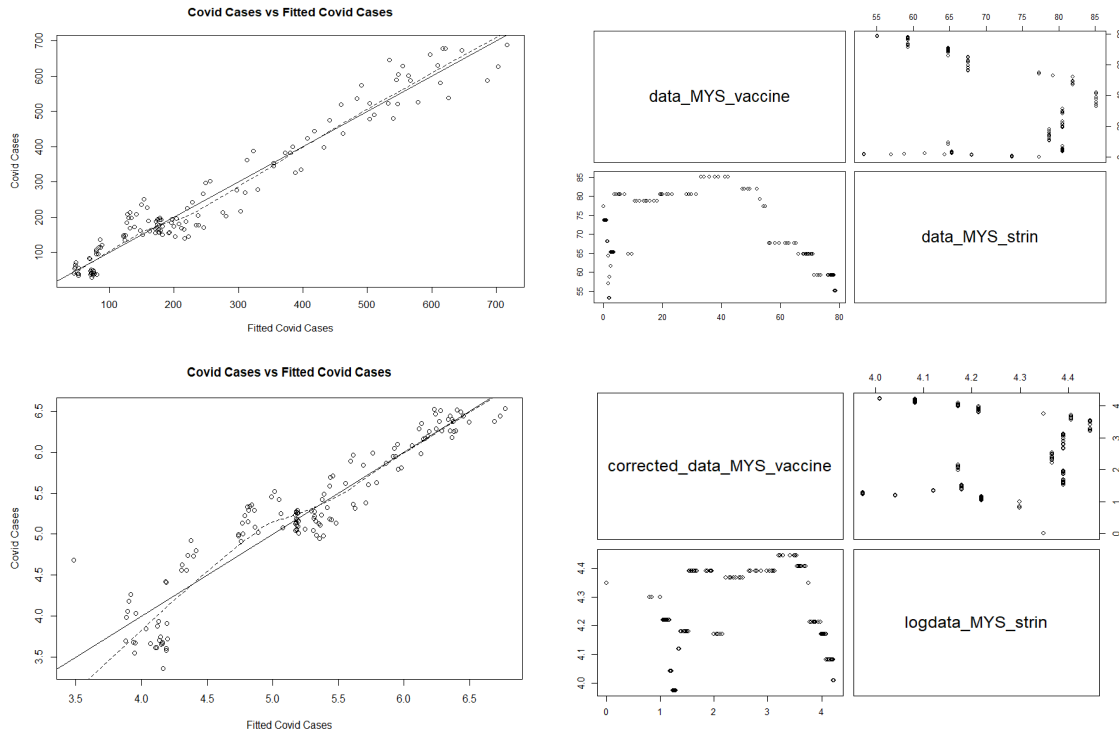 Covid Cases vs Fitted Covid Cases
Covid Cases
700
600
500
400
300
200
100
100 200 300 400 500 600 700
Fitted Covid Cases
55 60 65 70 75 80 85
data_MYS_vaccine
data_MYS_strin
85
80
75
70
65
60
55
0 20 40 60 80
Covid Cases vs Fitted Covid Cases
Covid Cases
6.5
6.0
5.5
5.0
4.5
4.0
3.5
3.5 4.0 4.5 5.0 5.5 6.0 6.5
Fitted Covid Cases
4.0 4.1 4.2 4.3 4.4
corrected_data_MYS_vaccine
4
3
2
1
0
logdata_MYS_strin
4.4
4.3
4.2
4.1
4.0
0 1 2 3 4